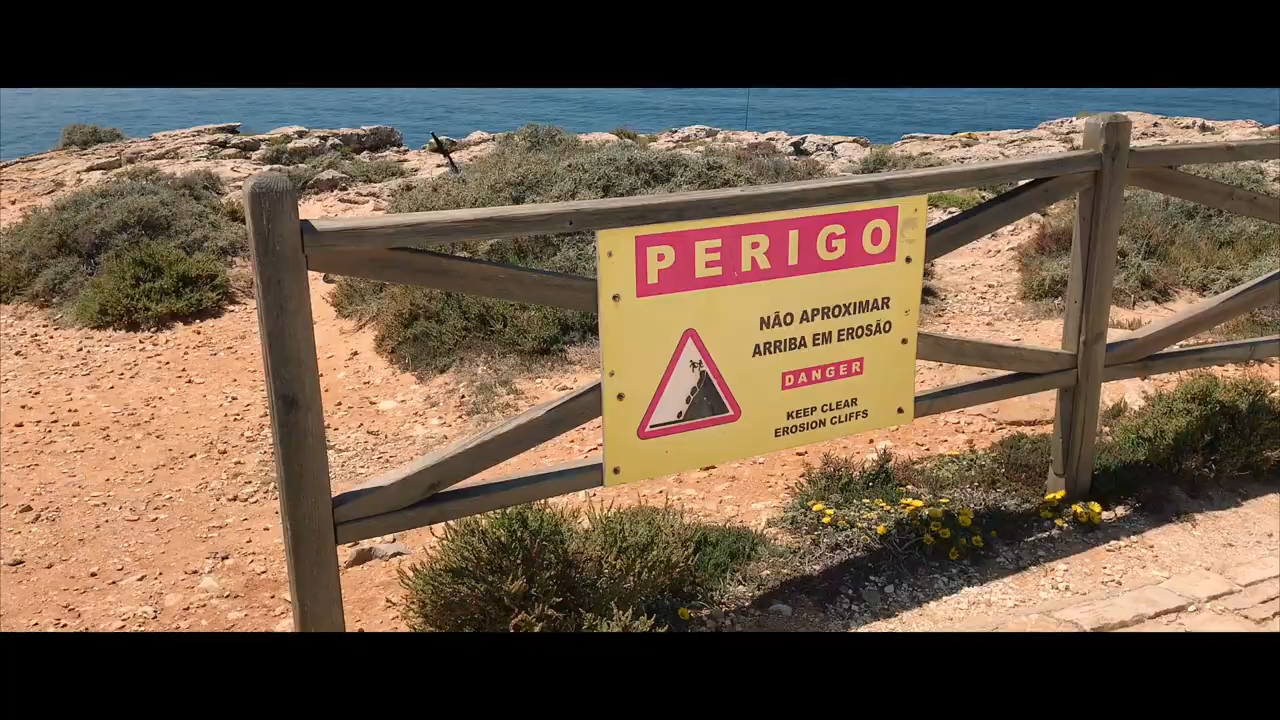 PERIGO
NÃO APROXIMAR
ARRIBA EM EROSÃO
DANGER
KEEP CLEAR
EROSION CLIFFS